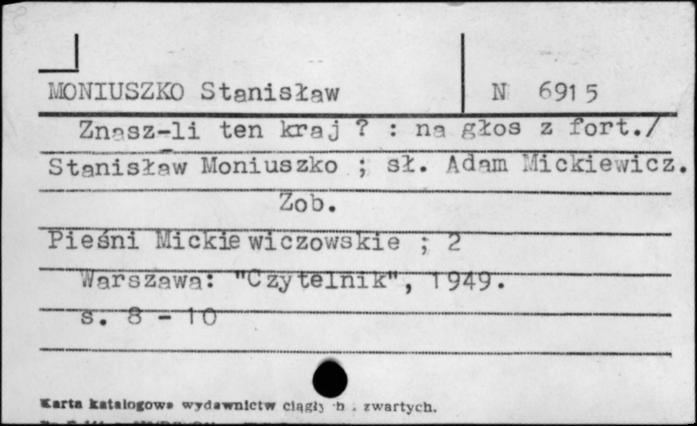 MONIUSZKO Stanisław
N 6915
Znasz-li ten kraj ? : na głos z fort./
Stanisław Moniuszko ; sł. Adam Mickiewicz.
Zob.
Pieśni Mickiewiczowskie ; 2
Warszawa: "Czytelnik", 1949.
s. 8 - 10
Karta katalogowa wydawnictw ciągły h i zwartych.